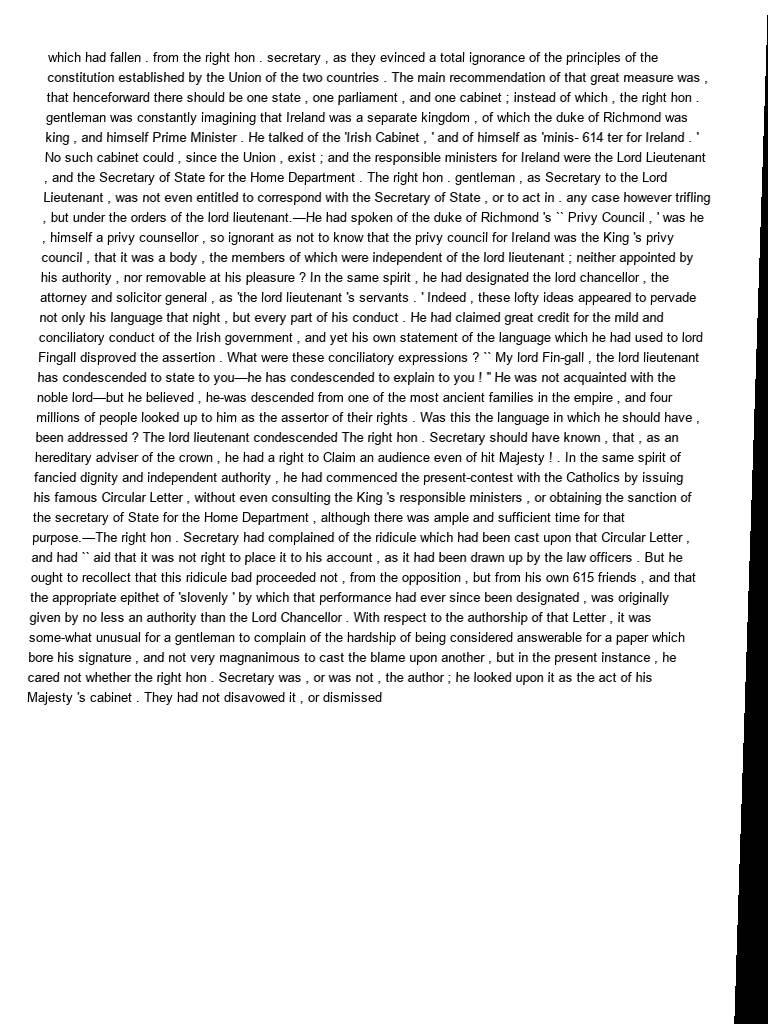 which had fallen . from the right hon . secretary , as they evinced a total ignorance of the principles of the
constitution established by the Union of the two countries . The main recommendation of that great measure was ,
that henceforward there should be one state , one parliament , and one cabinet ; instead of which , the right hon .
gentleman was constantly imagining that Ireland was a separate kingdom , of which the duke of Richmond was
king , and himself Prime Minister . He talked of the 'Irish Cabinet , ' and of himself as 'minis- 614 ter for Ireland . '
No such cabinet could , since the Union , exist ; and the responsible ministers for Ireland were the Lord Lieutenant
, and the Secretary of State for the Home Department . The right hon . gentleman , as Secretary to the Lord
Lieutenant , was not even entitled to correspond with the Secretary of State , or to act in . any case however trifling
, but under the orders of the lord lieutenant.—He had spoken of the duke of Richmond 's `` Privy Council , ' was he
, himself a privy counsellor , so ignorant as not to know that the privy council for Ireland was the King 's privy
council , that it was a body , the members of which were independent of the lord lieutenant ; neither appointed by
his authority , nor removable at his pleasure ? In the same spirit , he had designated the lord chancellor , the
attorney and solicitor general , as 'the lord lieutenant 's servants . ' Indeed , these lofty ideas appeared to pervade
not only his language that night , but every part of his conduct . He had claimed great credit for the mild and
conciliatory conduct of the Irish government , and yet his own statement of the language which he had used to lord
Fingall disproved the assertion . What were these conciliatory expressions ? `` My lord Fin-gall , the lord lieutenant
has condescended to state to you—he has condescended to explain to you ! '' He was not acquainted with the
noble lord—but he believed , he-was descended from one of the most ancient families in the empire , and four
millions of people looked up to him as the assertor of their rights . Was this the language in which he should have ,
been addressed ? The lord lieutenant condescended The right hon . Secretary should have known , that , as an
hereditary adviser of the crown , he had a right to Claim an audience even of hit Majesty ! . In the same spirit of
fancied dignity and independent authority , he had commenced the present-contest with the Catholics by issuing
his famous Circular Letter , without even consulting the King 's responsible ministers , or obtaining the sanction of
the secretary of State for the Home Department , although there was ample and sufficient time for that
purpose.—The right hon . Secretary had complained of the ridicule which had been cast upon that Circular Letter ,
and had `` aid that it was not right to place it to his account , as it had been drawn up by the law officers . But he
ought to recollect that this ridicule bad proceeded not , from the opposition , but from his own 615 friends , and that
the appropriate epithet of 'slovenly ' by which that performance had ever since been designated , was originally
given by no less an authority than the Lord Chancellor . With respect to the authorship of that Letter , it was
some-what unusual for a gentleman to complain of the hardship of being considered answerable for a paper which
bore his signature , and not very magnanimous to cast the blame upon another , but in the present instance , he
cared not whether the right hon . Secretary was , or was not , the author ; he looked upon it as the act of his
Majesty 's cabinet . They had not disavowed it , or dismissed